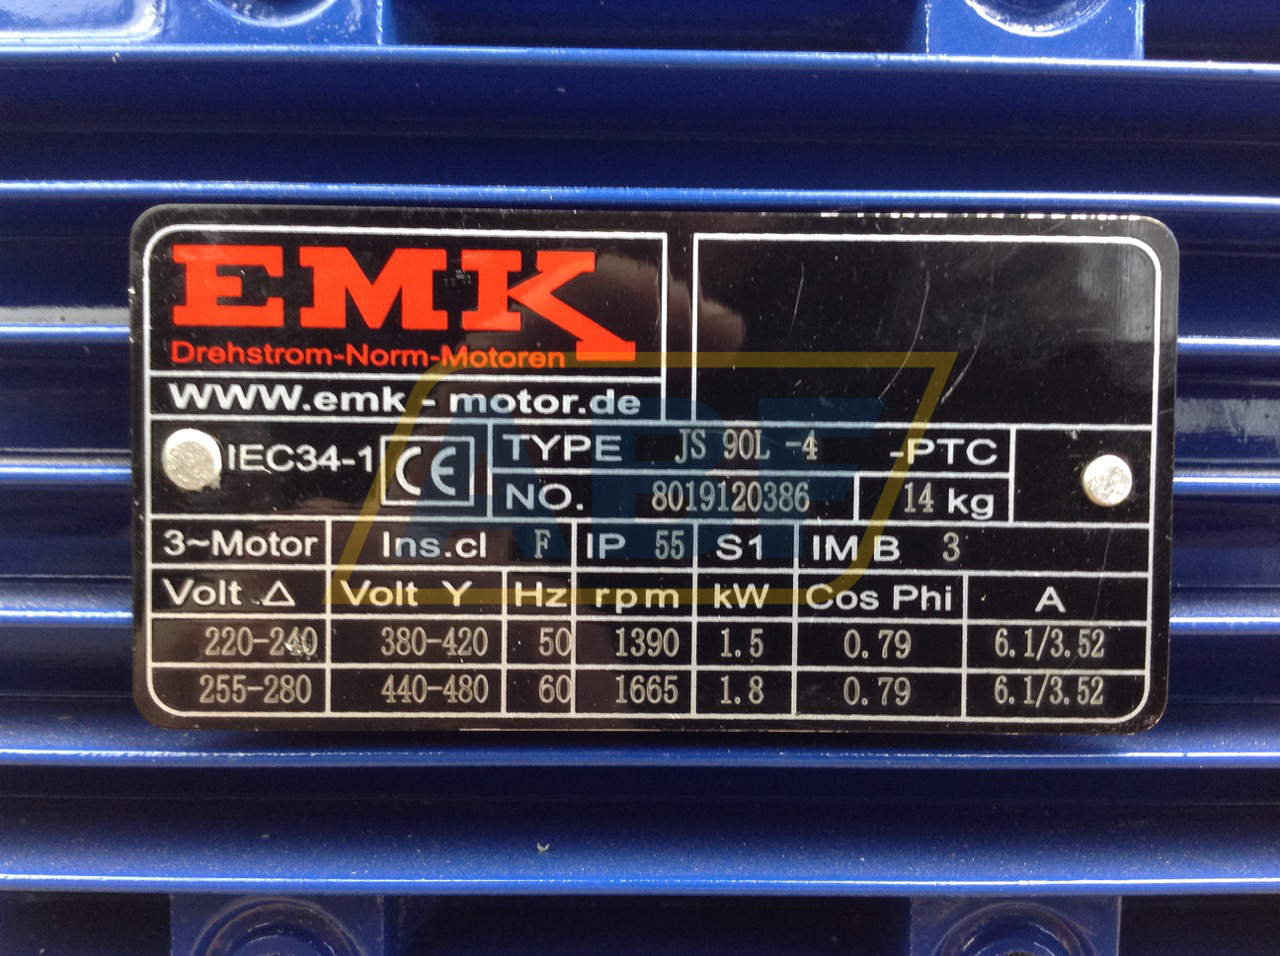 EMK
Drehstrom-Norm-Motoren
WWW.emk - motor.de
IEC34-1 CE TYPE JS 90L -4 -PTC
NO. 8019120386 14 kg
3~Motor Ins.cl F IP 55 S1 IM B 3
Volt Δ Volt Y Hz rpm kW Cos Phi A
220-240 380-420 50 1390 1.5 0.79 6.1/3.52
255-280 440-480 60 1665 1.8 0.79 6.1/3.52
ABF